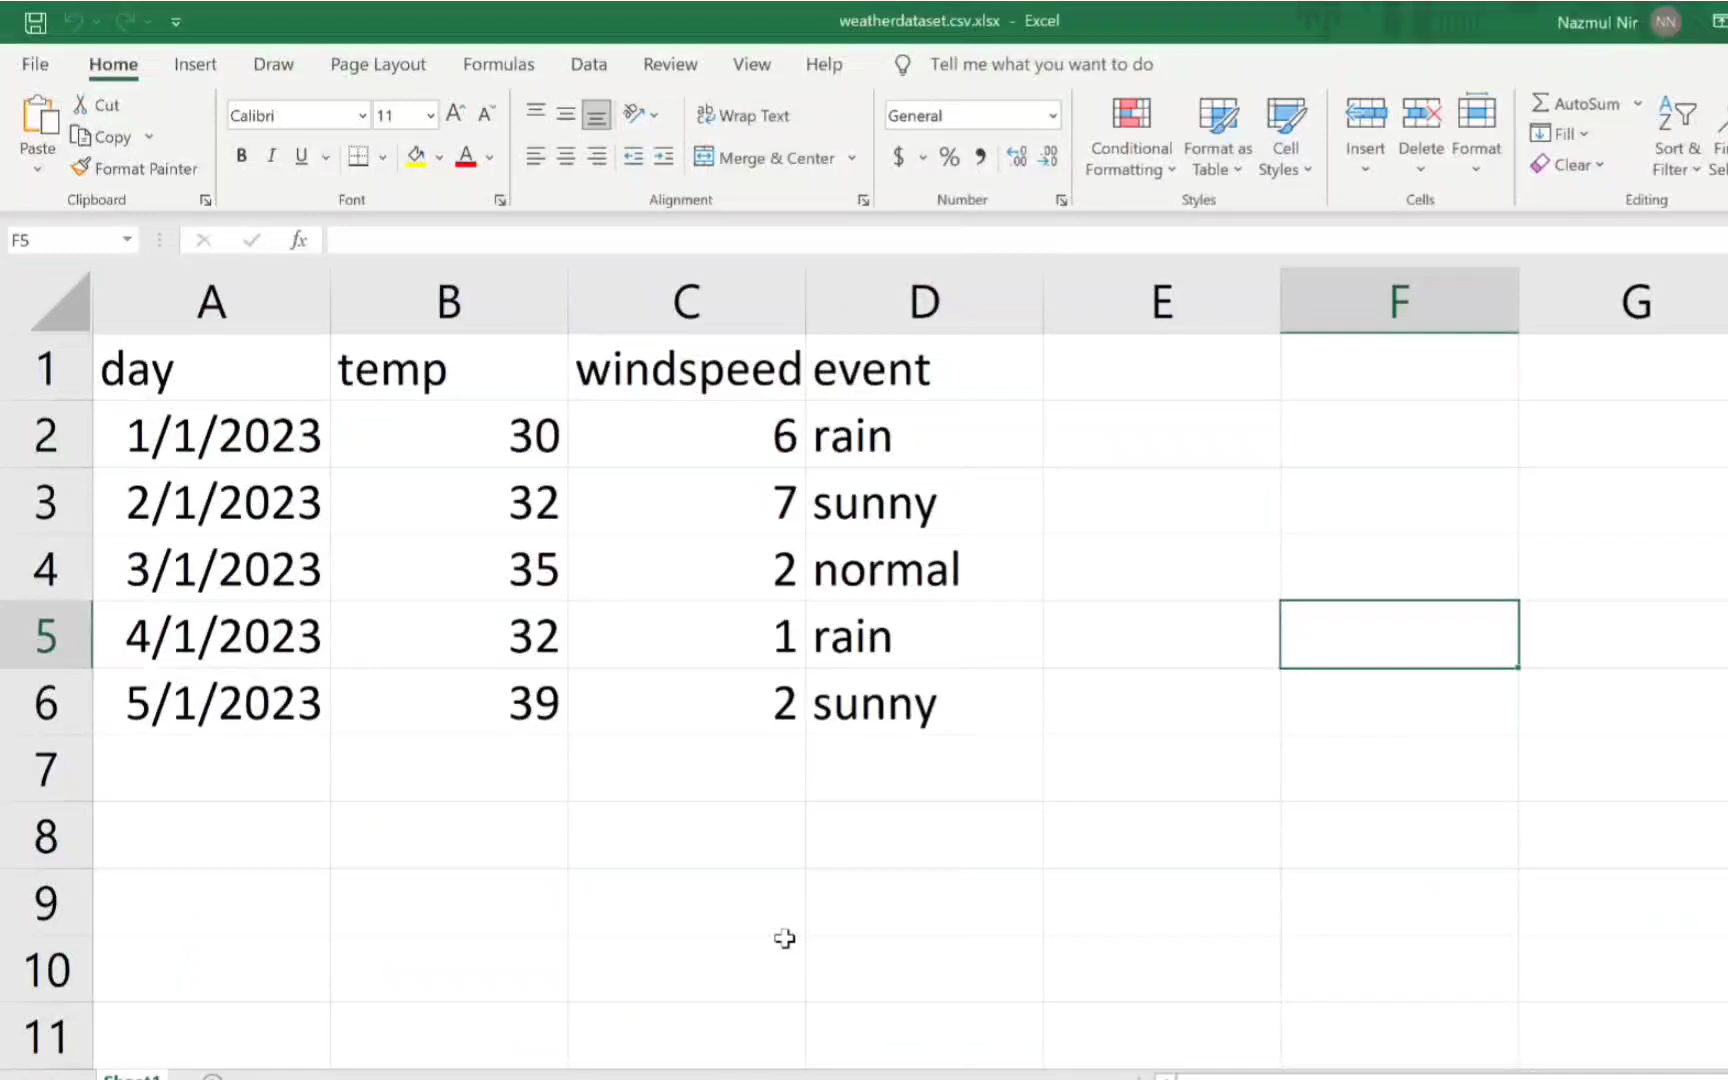 weatherdataset.csv.xlsx - Excel
Nazmul Nir NN
File Home Insert Draw Page Layout Formulas Data Review View Help Tell me what you want to do
Paste
Cut
Copy
Format Painter
Clipboard
Calibri 11
B I U
Font
Wrap Text
Merge & Center
Alignment
General
$ % ,
Number
Conditional Formatting
Format as Table
Cell Styles
Styles
Insert Delete Format
Cells
AutoSum
Fill
Clear
Sort & Filter
Editing
F5 fx
A B C D E F G
1 day temp windspeed event
2 1/1/2023 30 6 rain
3 2/1/2023 32 7 sunny
4 3/1/2023 35 2 normal
5 4/1/2023 32 1 rain
6 5/1/2023 39 2 sunny
7
8
9
10
11
Sheet1